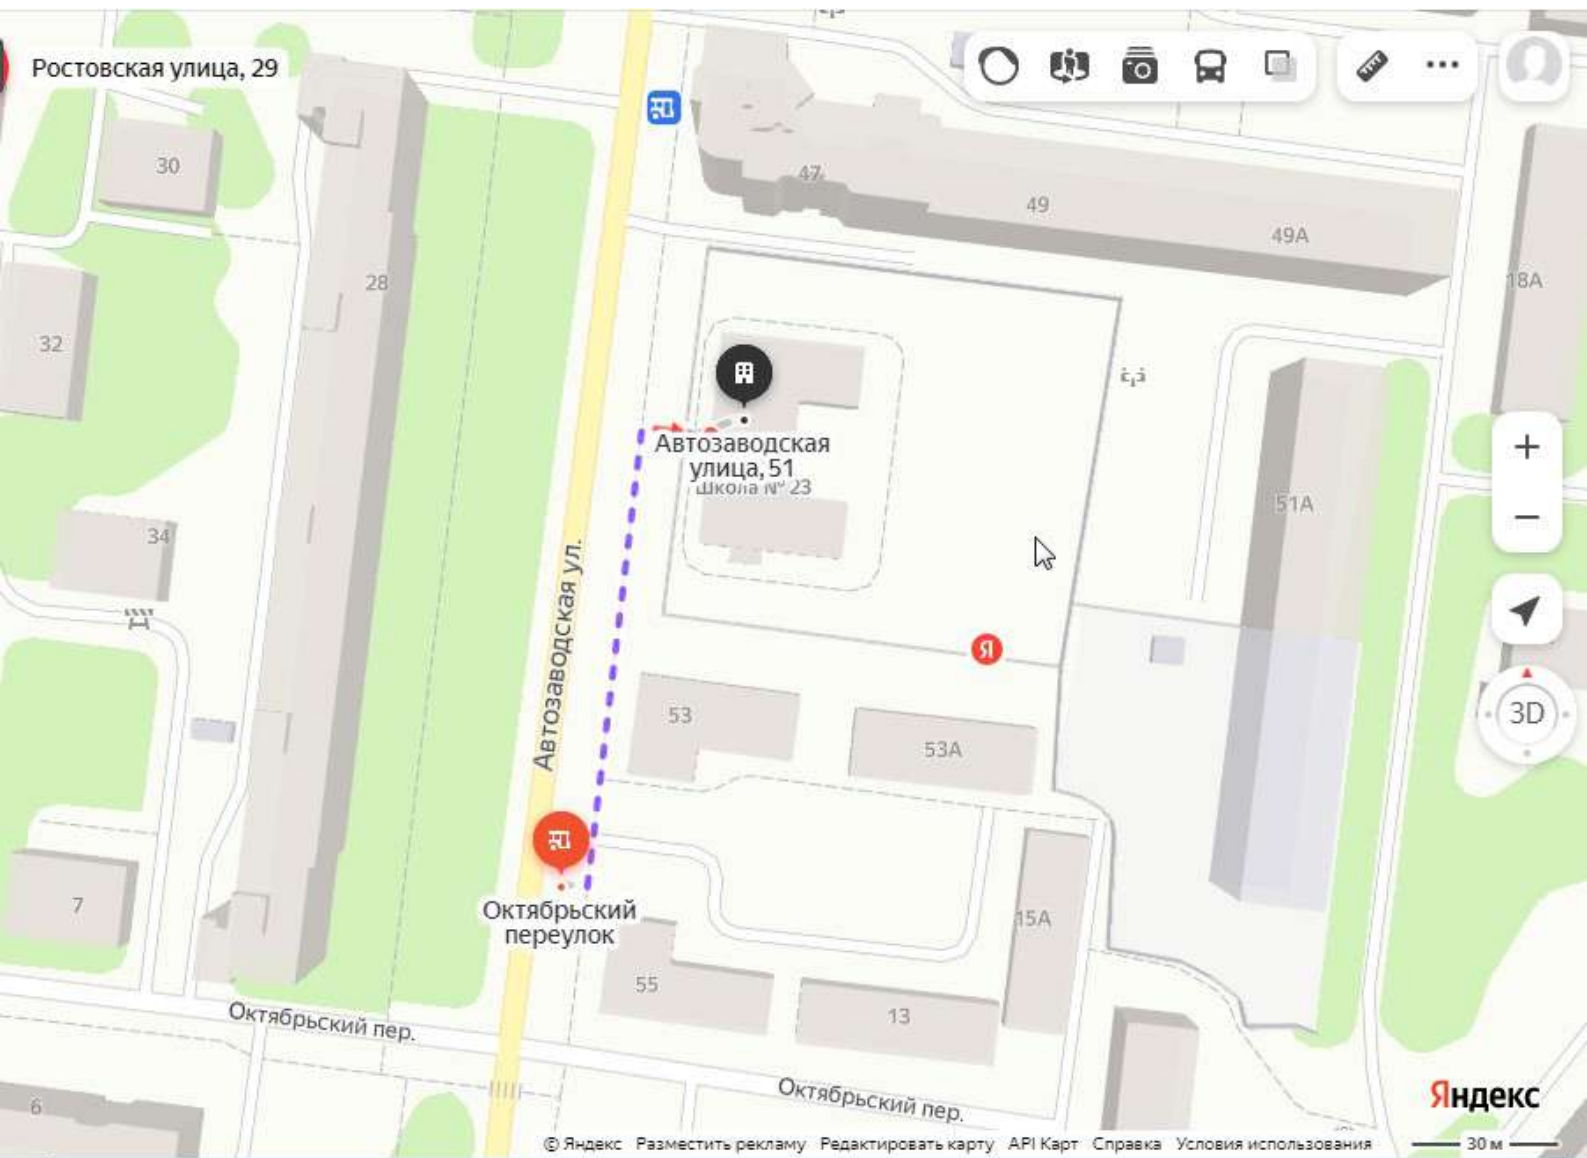 Ростовская улица, 29
30
47
49
49А
28
18А
32
Автозаводская
улица, 51
Школа № 23
51А
34
Автозаводская ул.
53
53А
3D
7
Октябрьский
переулок
15А
55
13
Октябрьский пер.
Октябрьский пер.
6
Яндекс
© Яндекс Разместить рекламу Редактировать карту API Карт Справка Условия использования 30 м